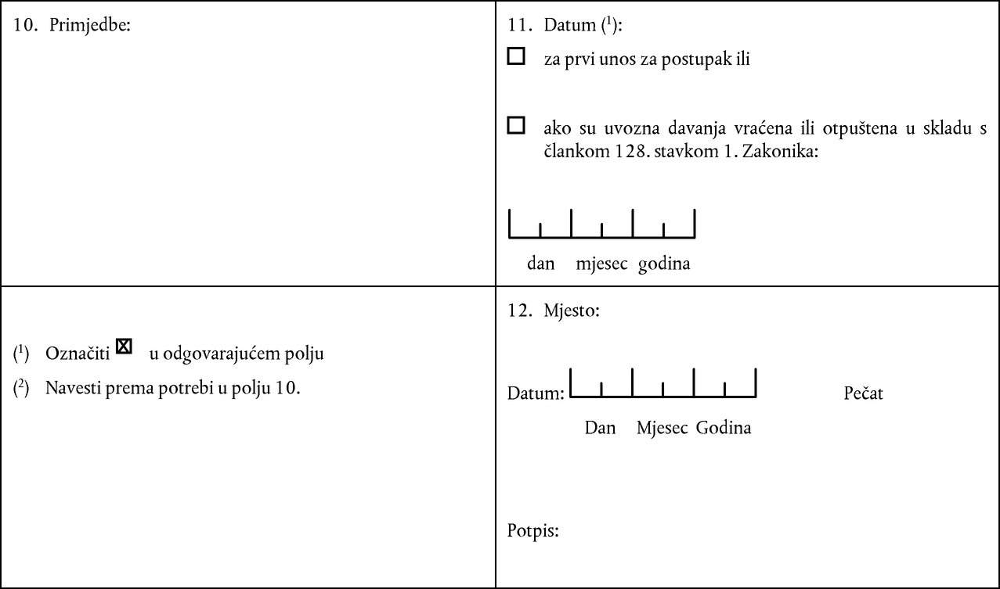 10. Primjedbe:
11. Datum (¹):
za prvi unos za postupak ili
ako su uvozna davanja vraćena ili otpuštena u skladu s
člankom 128. stavkom 1. Zakonika:
dan mjesec godina
(¹) Označiti ☒ u odgovarajućem polju
(²) Navesti prema potrebi u polju 10.
12. Mjesto:
Datum: Pečat
Dan Mjesec Godina
Potpis: